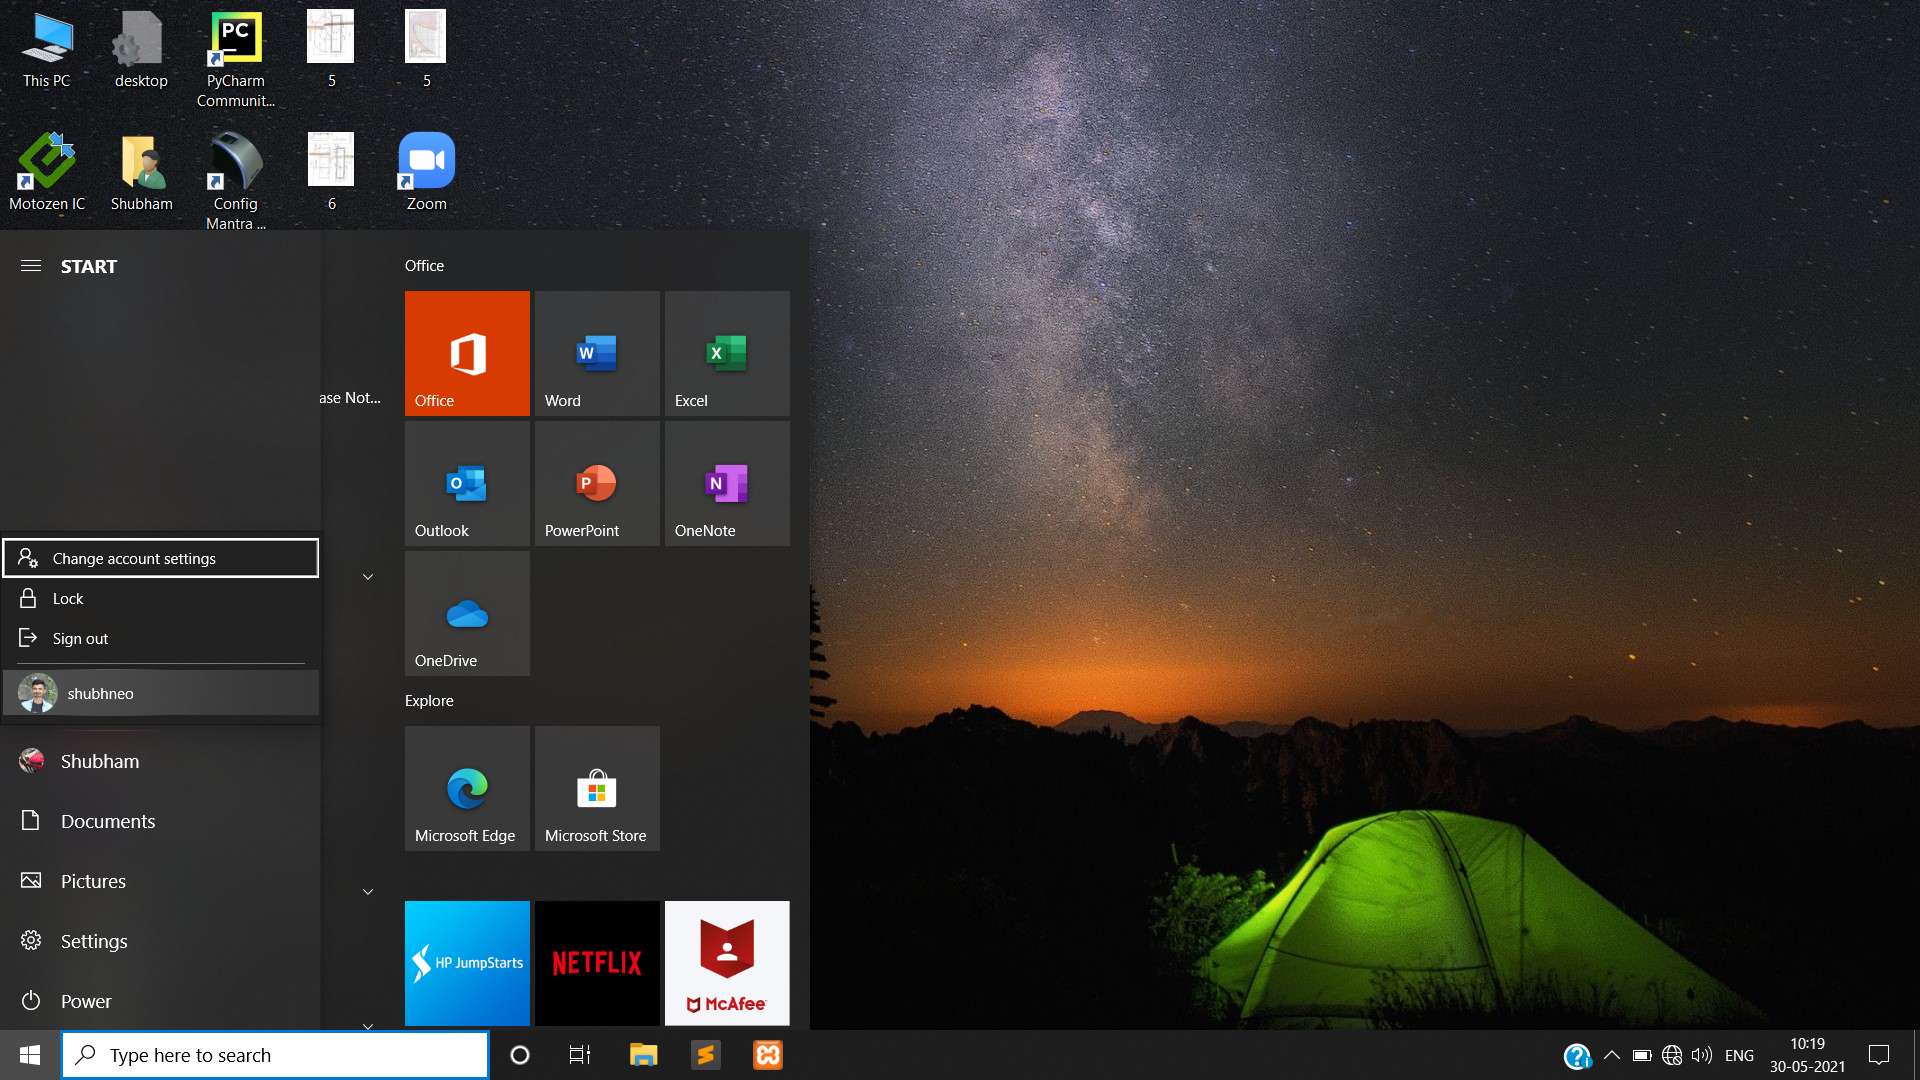 This PC
desktop
PC
PyCharm
Communit...
5
5
Motozen IC
Shubham
Config
Mantra ...
6
Zoom
START
Change account settings
Lock
Sign out
shubhneo
Shubham
Documents
Pictures
Settings
Power
ase Not...
Office
Office
W
Word
X
Excel
O
Outlook
P
PowerPoint
N
OneNote
OneDrive
Explore
Microsoft Edge
Microsoft Store
HP JumpStarts
NETFLIX
McAfee
Type here to search
ENG
10:19
30-05-2021